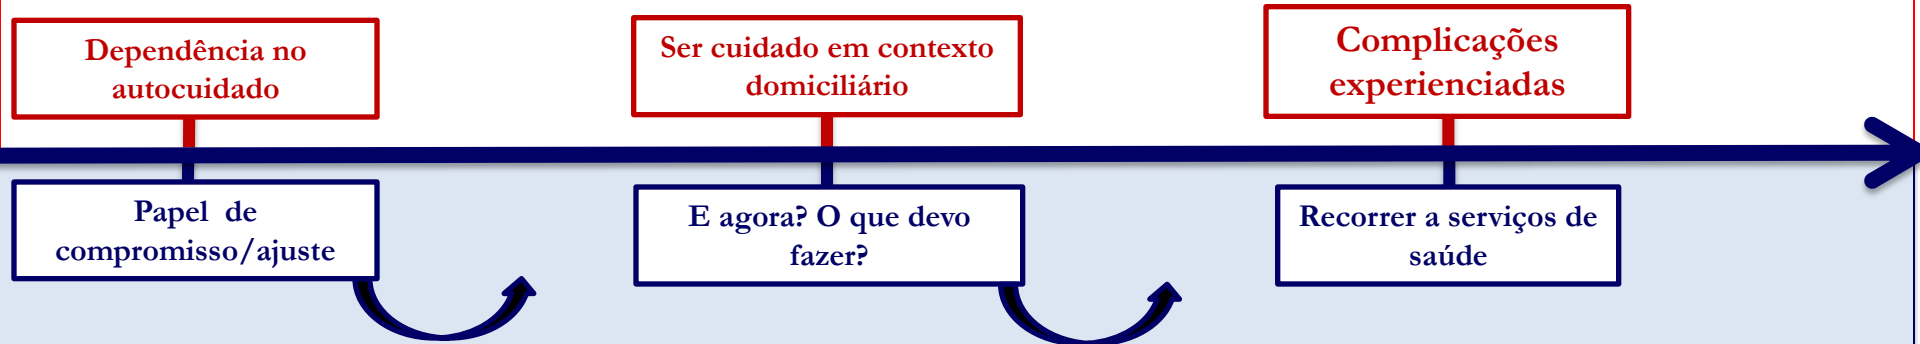 Dependência no
autocuidado
Ser cuidado em contexto
domiciliário
Complicações
experienciadas
Papel de
compromisso/ajuste
E agora? O que devo
fazer?
Recorrer a serviços de
saúde